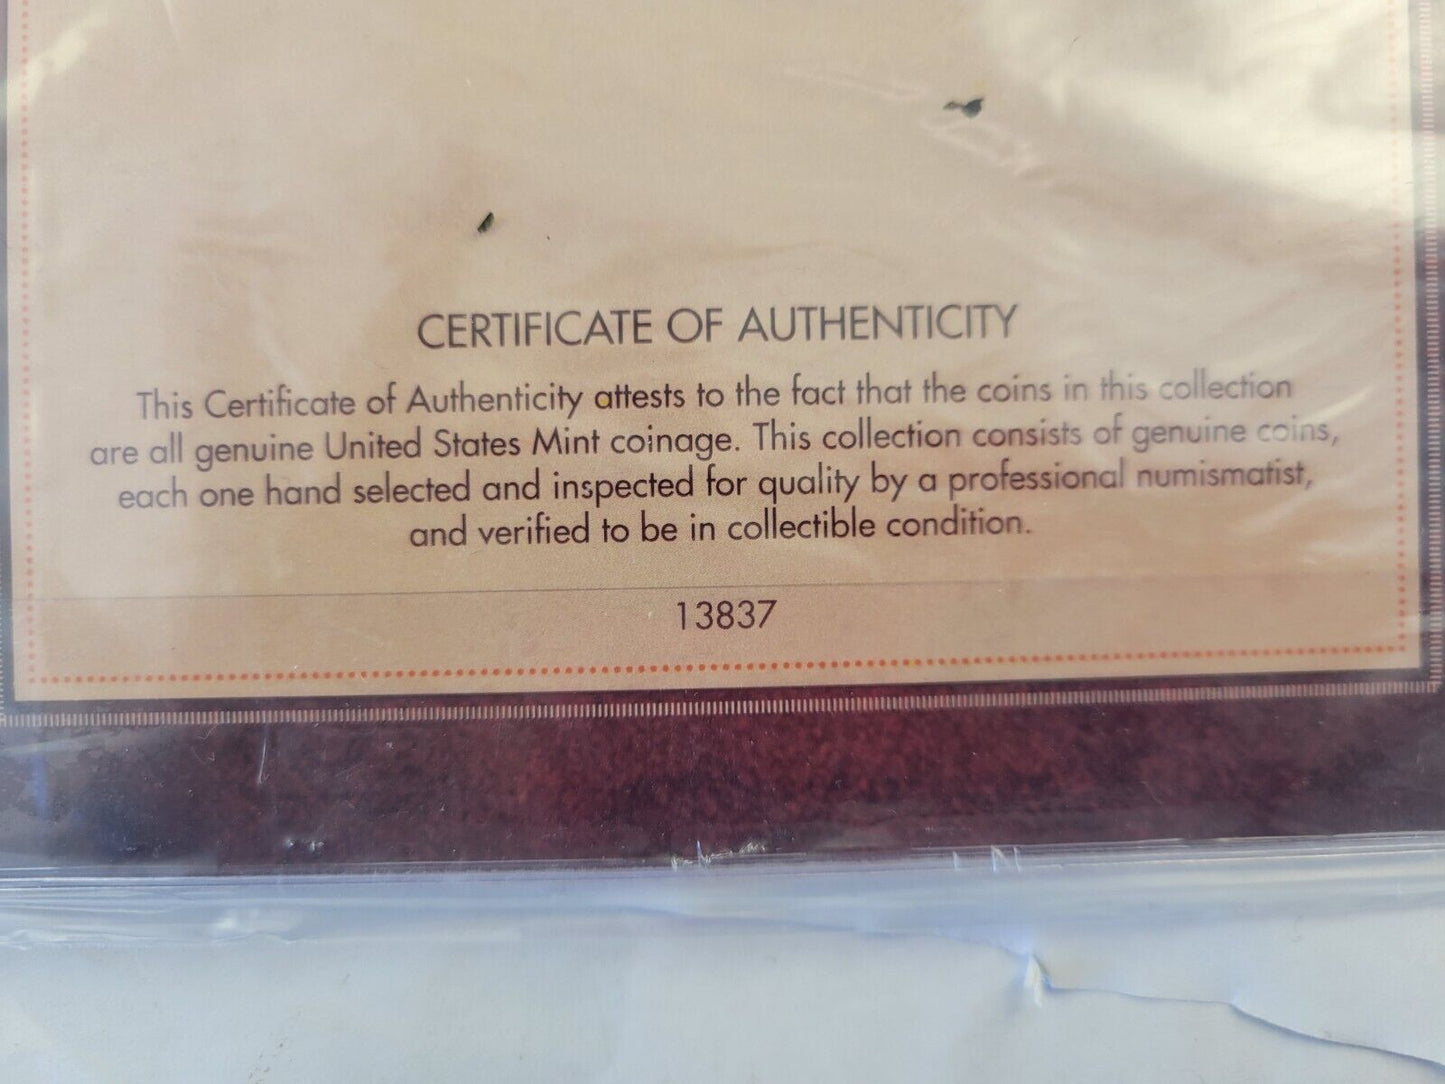 CERTIFICATE OF AUTHENTICITY
This Certificate of Authenticity attests to the fact that the coins in this collection
are all genuine United States Mint coinage. This collection consists of genuine coins,
each one hand selected and inspected for quality by a professional numismatist,
and verified to be in collectible condition.
13837